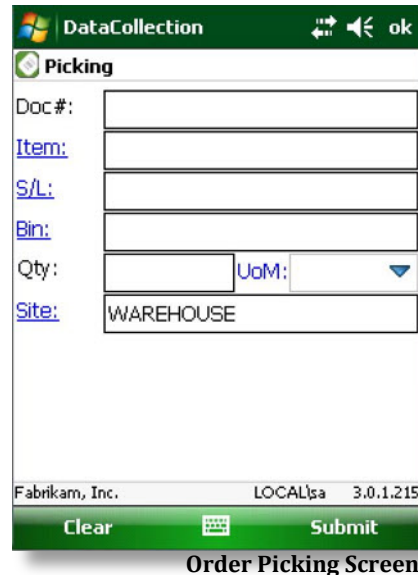 DataCollection ok
Picking
Doc#:
Item:
S/L:
Bin:
Qty: UoM:
Site: WAREHOUSE
Fabrikam, Inc. LOCAL\sa 3.0.1.215
Clear Submit
Order Picking Screen